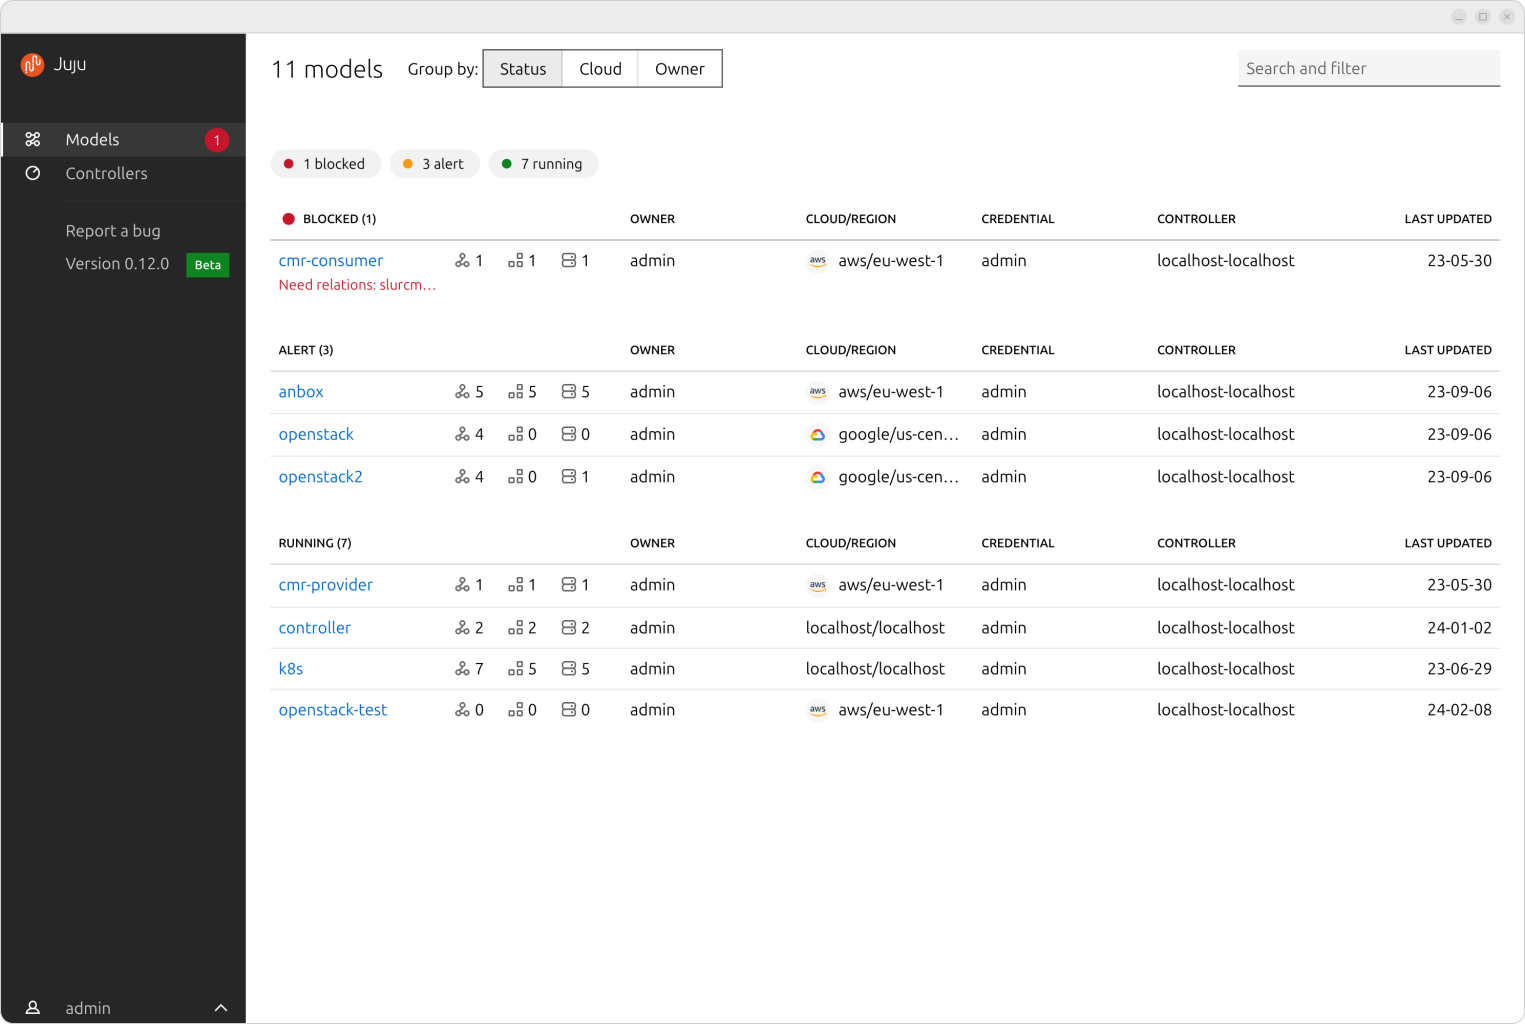 Juju
Models 1
Controllers
Report a bug
Version 0.12.0 Beta
admin
11 models Group by: Status Cloud Owner Search and filter
1 blocked 3 alert 7 running
BLOCKED (1) OWNER CLOUD/REGION CREDENTIAL CONTROLLER LAST UPDATED
cmr-consumer 1 1 1 admin aws aws/eu-west-1 admin localhost-localhost 23-05-30
Need relations: slurcm…
ALERT (3) OWNER CLOUD/REGION CREDENTIAL CONTROLLER LAST UPDATED
anbox 5 5 5 admin aws aws/eu-west-1 admin localhost-localhost 23-09-06
openstack 4 0 0 admin google/us-cen… admin localhost-localhost 23-09-06
openstack2 4 0 1 admin google/us-cen… admin localhost-localhost 23-09-06
RUNNING (7) OWNER CLOUD/REGION CREDENTIAL CONTROLLER LAST UPDATED
cmr-provider 1 1 1 admin aws aws/eu-west-1 admin localhost-localhost 23-05-30
controller 2 2 2 admin localhost/localhost admin localhost-localhost 24-01-02
k8s 7 5 5 admin localhost/localhost admin localhost-localhost 23-06-29
openstack-test 0 0 0 admin aws aws/eu-west-1 admin localhost-localhost 24-02-08